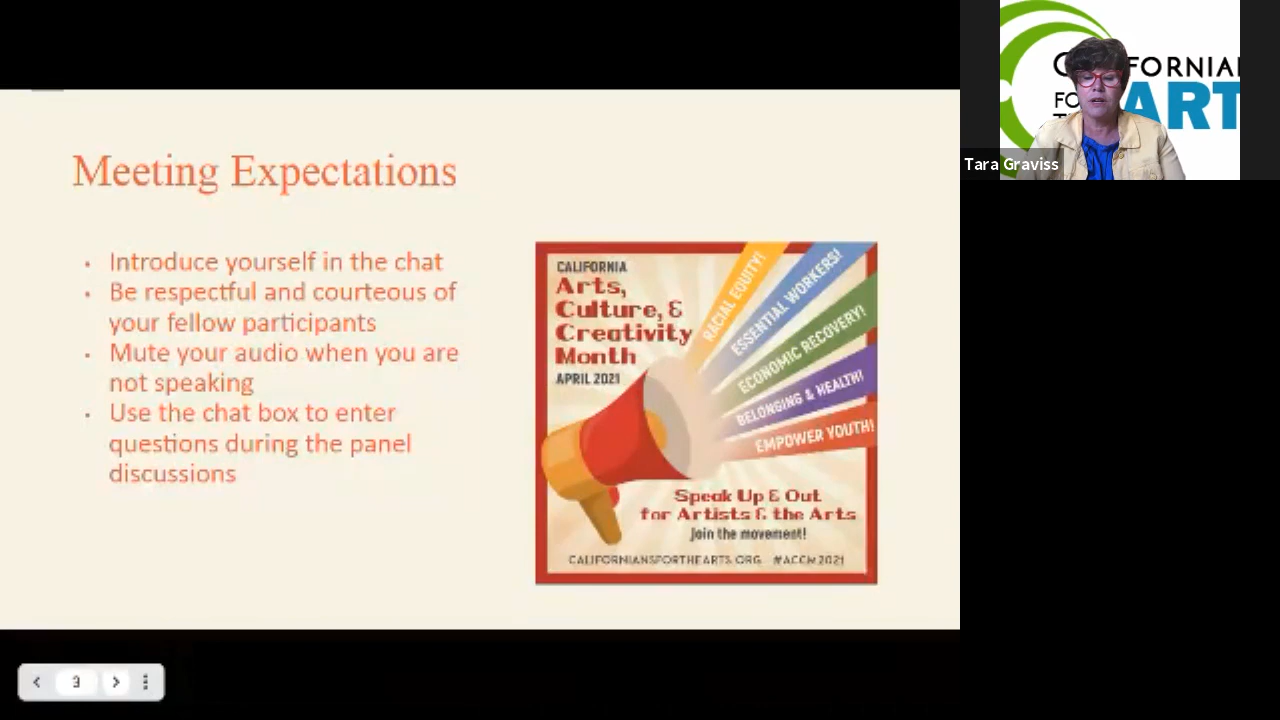 Meeting Expectations
Introduce yourself in the chat
Be respectful and courteous of
your fellow participants
Mute your audio when you are
not speaking
Use the chat box to enter
questions during the panel
discussions
CALIFORNIA
Arts,
Culture, &
Creativity
Month
APRIL 2021
RACIAL EQUITY!
ESSENTIAL WORKERS!
ECONOMIC RECOVERY!
BELONGING & HEALTH!
EMPOWER YOUTH!
Speak Up & Out
for Artists & the Arts
Join the movement!
CALIFORNIANSFORTHEARTS.ORG #ACCM2021
3
FORNIA
FO
ART
Tara Graviss